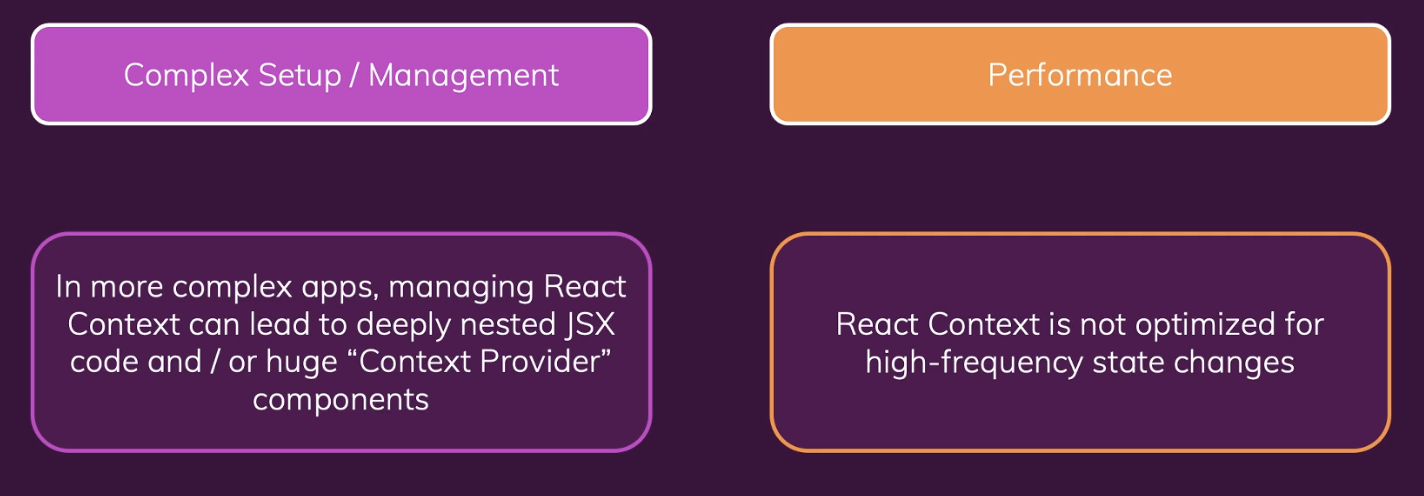 Complex Setup / Management
Performance
In more complex apps, managing React
Context can lead to deeply nested JSX
code and / or huge “Context Provider”
components
React Context is not optimized for
high-frequency state changes